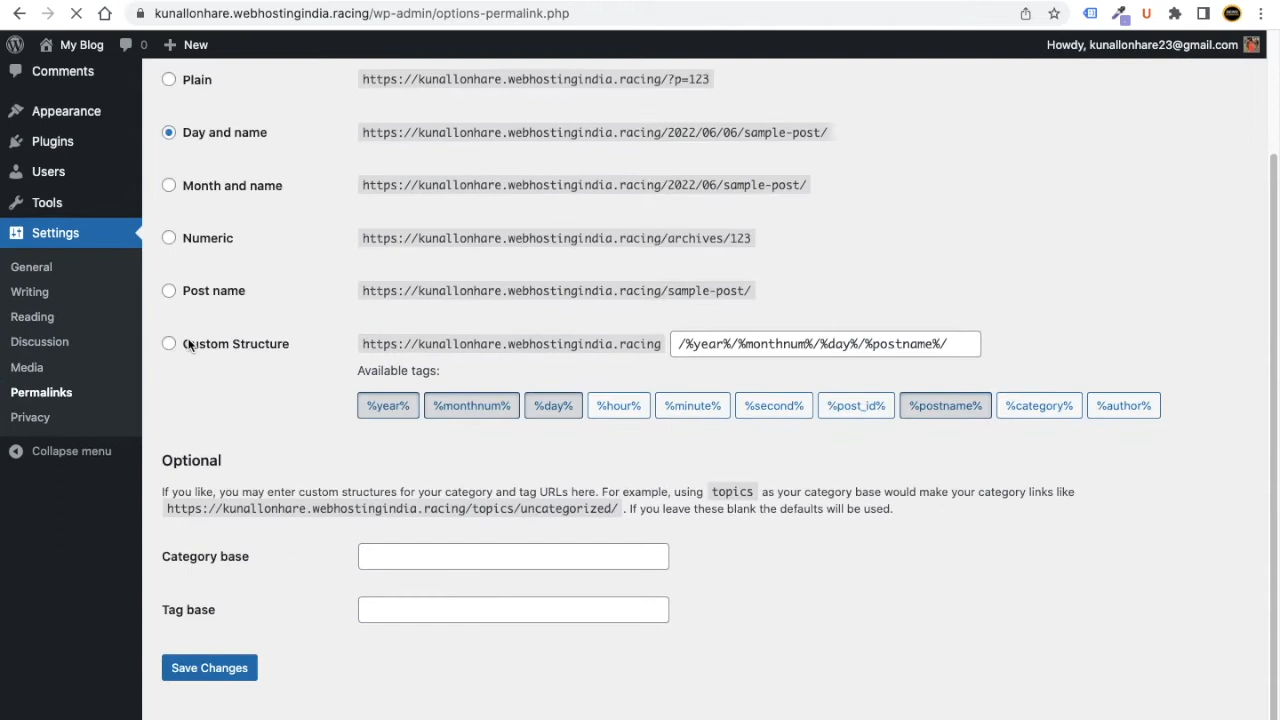 kunallonhare.webhostingindia.racing/wp-admin/options-permalink.php
My Blog 0 New Howdy, kunallonhare23@gmail.com
Comments
Appearance
Plugins
Users
Tools
Settings
General
Writing
Reading
Discussion
Media
Permalinks
Privacy
Collapse menu
Plain https://kunallonhare.webhostingindia.racing/?p=123
Day and name https://kunallonhare.webhostingindia.racing/2022/06/06/sample-post/
Month and name https://kunallonhare.webhostingindia.racing/2022/06/sample-post/
Numeric https://kunallonhare.webhostingindia.racing/archives/123
Post name https://kunallonhare.webhostingindia.racing/sample-post/
Custom Structure https://kunallonhare.webhostingindia.racing /%year%/%monthnum%/%day%/%postname%/
Available tags:
%year% %monthnum% %day% %hour% %minute% %second% %post_id% %postname% %category% %author%
Optional
If you like, you may enter custom structures for your category and tag URLs here. For example, using topics as your category base would make your category links like
https://kunallonhare.webhostingindia.racing/topics/uncategorized/ . If you leave these blank the defaults will be used.
Category base
Tag base
Save Changes